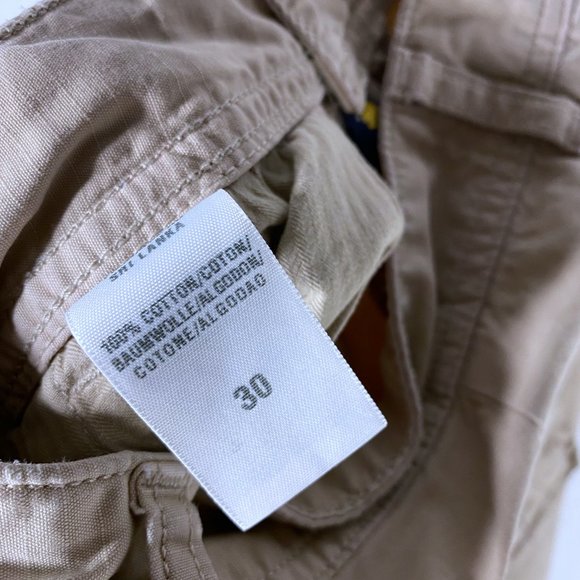 SRI LANKA
100% COTTON/COTON/
BAUMWOLLE/ALGODON/
COTONE/ALGODAO
30